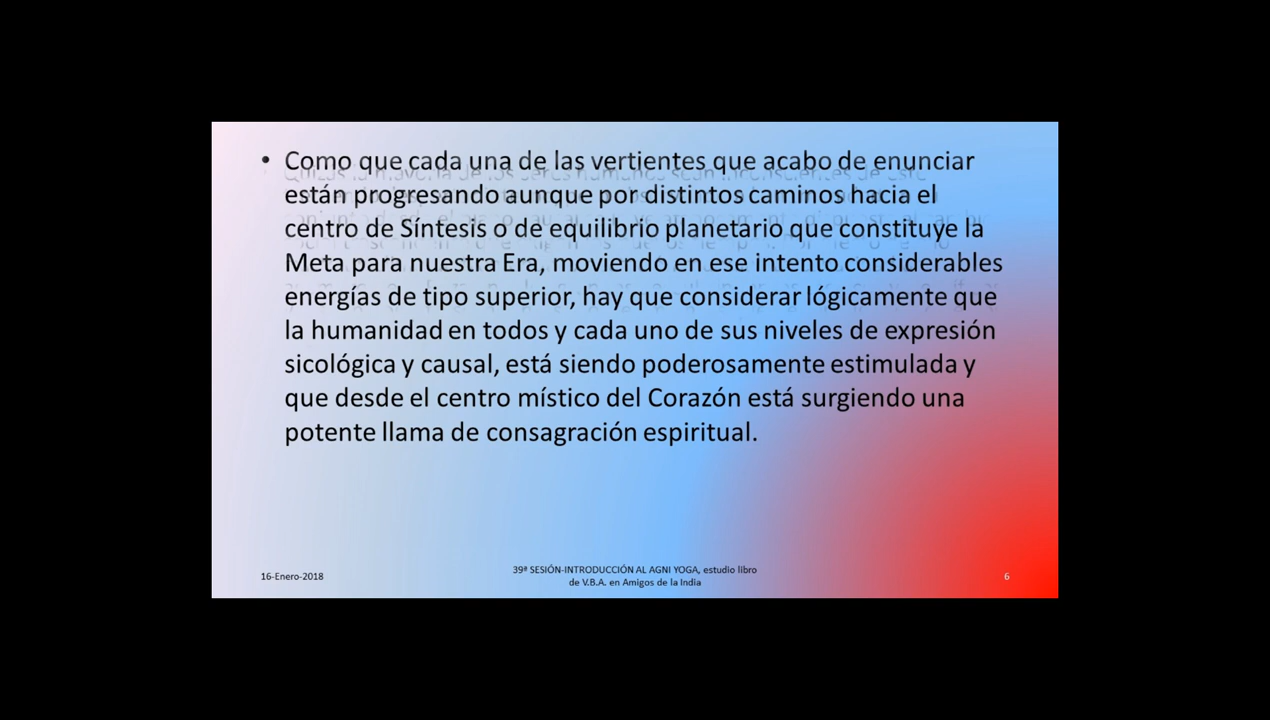 • Como que cada una de las vertientes que acabo de enunciar
están progresando aunque por distintos caminos hacia el
centro de Síntesis o de equilibrio planetario que constituye la
Meta para nuestra Era, moviendo en ese intento considerables
energías de tipo superior, hay que considerar lógicamente que
la humanidad en todos y cada uno de sus niveles de expresión
sicológica y causal, está siendo poderosamente estimulada y
que desde el centro místico del Corazón está surgiendo una
potente llama de consagración espiritual.
16-Enero-2018
39ª SESIÓN-INTRODUCCIÓN AL AGNI YOGA, estudio libro
de V.B.A. en Amigos de la India
6